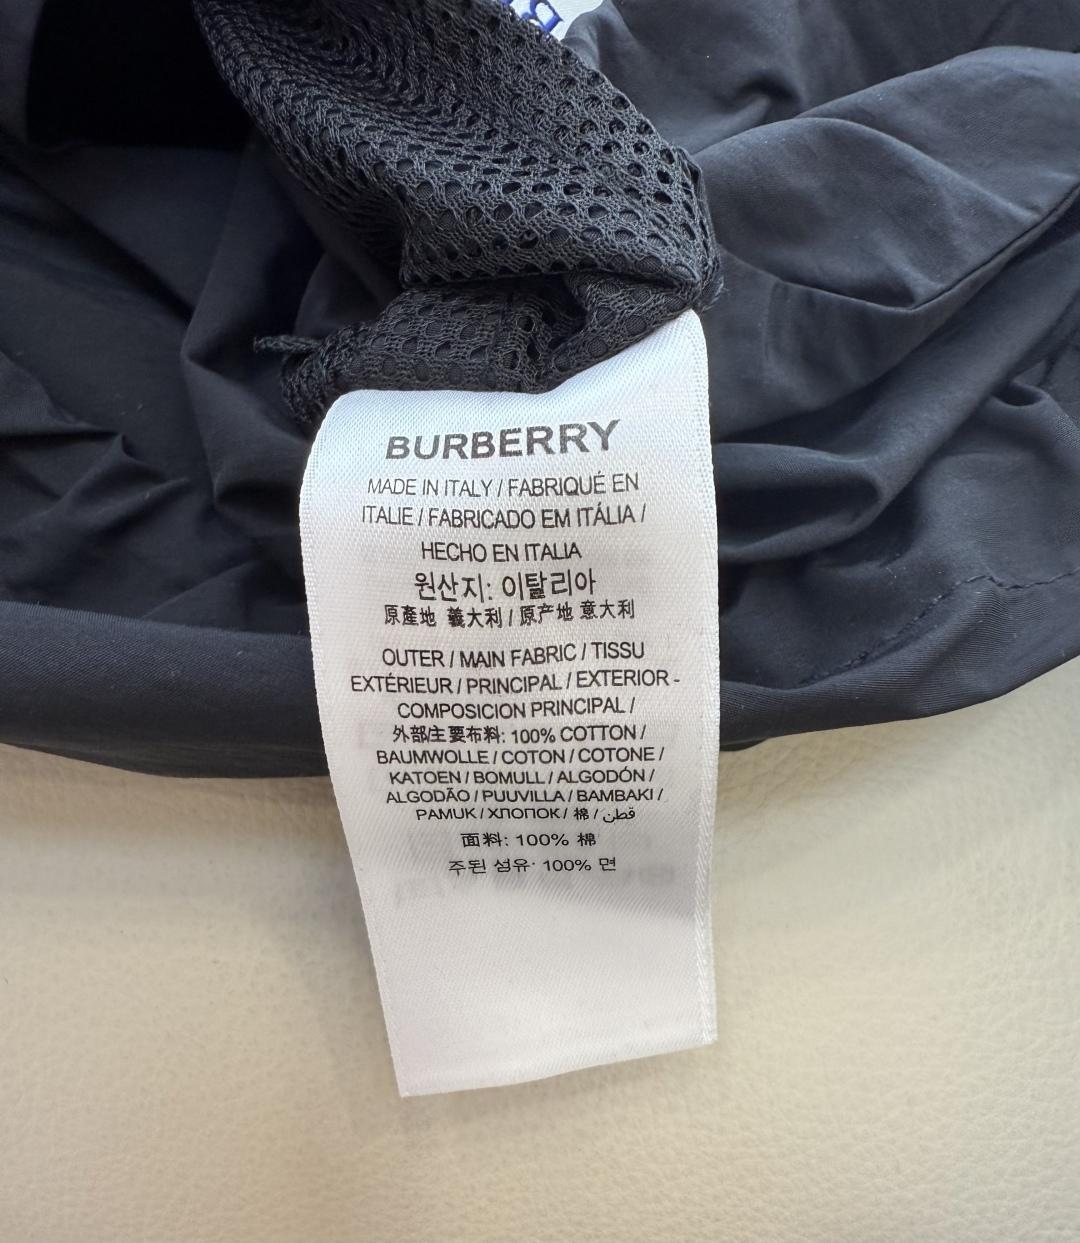 BURBERRY
MADE IN ITALY / FABRIQUÉ EN
ITALIE / FABRICADO EM ITÁLIA /
HECHO EN ITALIA
원산지: 이탈리아
原產地 義大利 / 原产地 意大利
OUTER / MAIN FABRIC / TISSU
EXTÉRIEUR / PRINCIPAL / EXTERIOR -
COMPOSICION PRINCIPAL /
外部主要布料: 100% COTTON /
BAUMWOLLE / COTON / COTONE /
KATOEN / BOMULL / ALGODÓN /
ALGODÃO / PUUVILLA / BAMBAKI /
PAMUK / ХЛОПОК / 棉 / قطن
面料: 100% 棉
주된 섬유: 100% 면